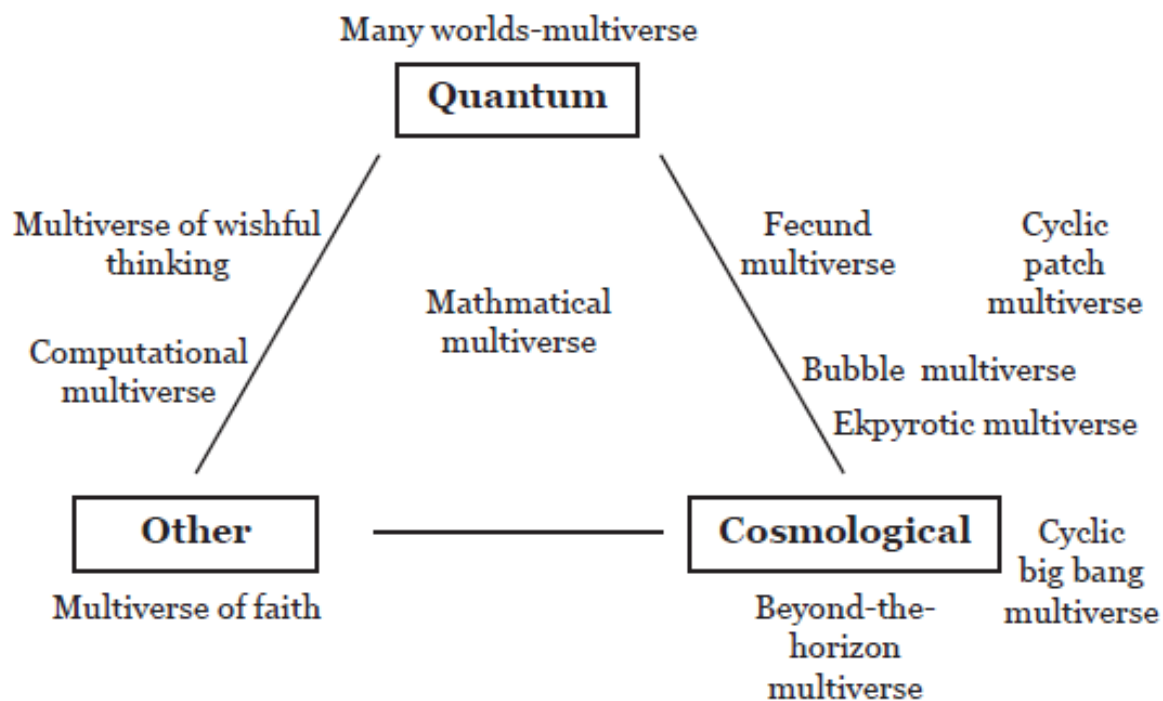 Many worlds-multiverse
Quantum
Multiverse of wishful
thinking
Fecund
multiverse
Cyclic
patch
multiverse
Mathmatical
multiverse
Computational
multiverse
Bubble multiverse
Ekpyrotic multiverse
Other
Cosmological
Cyclic
big bang
multiverse
Multiverse of faith
Beyond-the-
horizon
multiverse